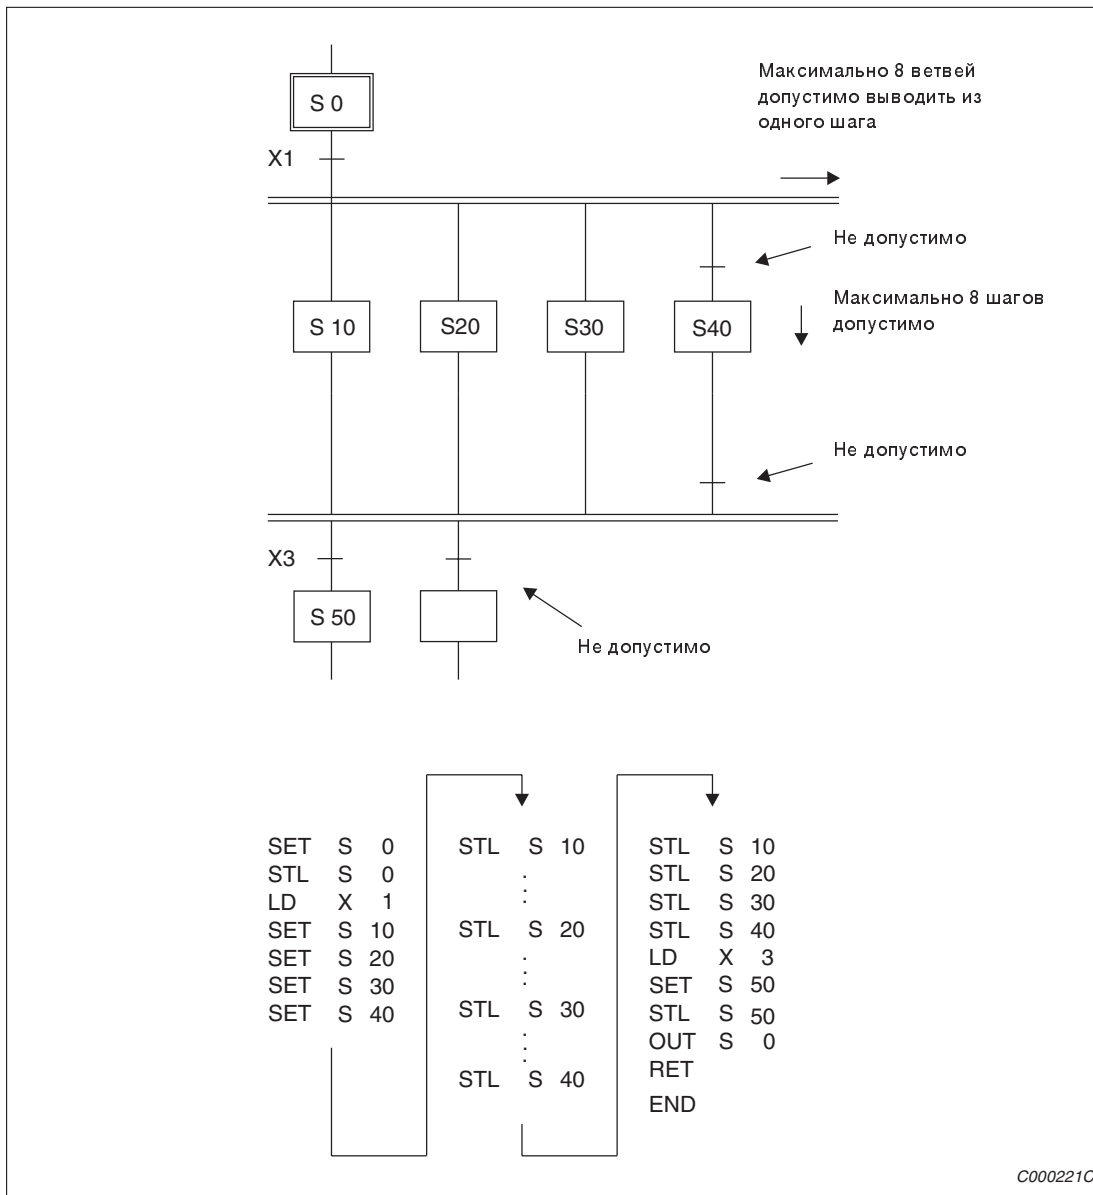 S 0
Максимально 8 ветвей
допустимо выводить из
одного шага
X1
Не допустимо
Максимально 8 шагов
допустимо
S 10
S20
S30
S40
Не допустимо
X3
S 50
Не допустимо
SET S 0
STL S 0
LD X 1
SET S 10
SET S 20
SET S 30
SET S 40
STL S 10
STL S 20
STL S 30
STL S 40
STL S 10
STL S 20
STL S 30
STL S 40
LD X 3
SET S 50
STL S 50
OUT S 0
RET
END
C000221C